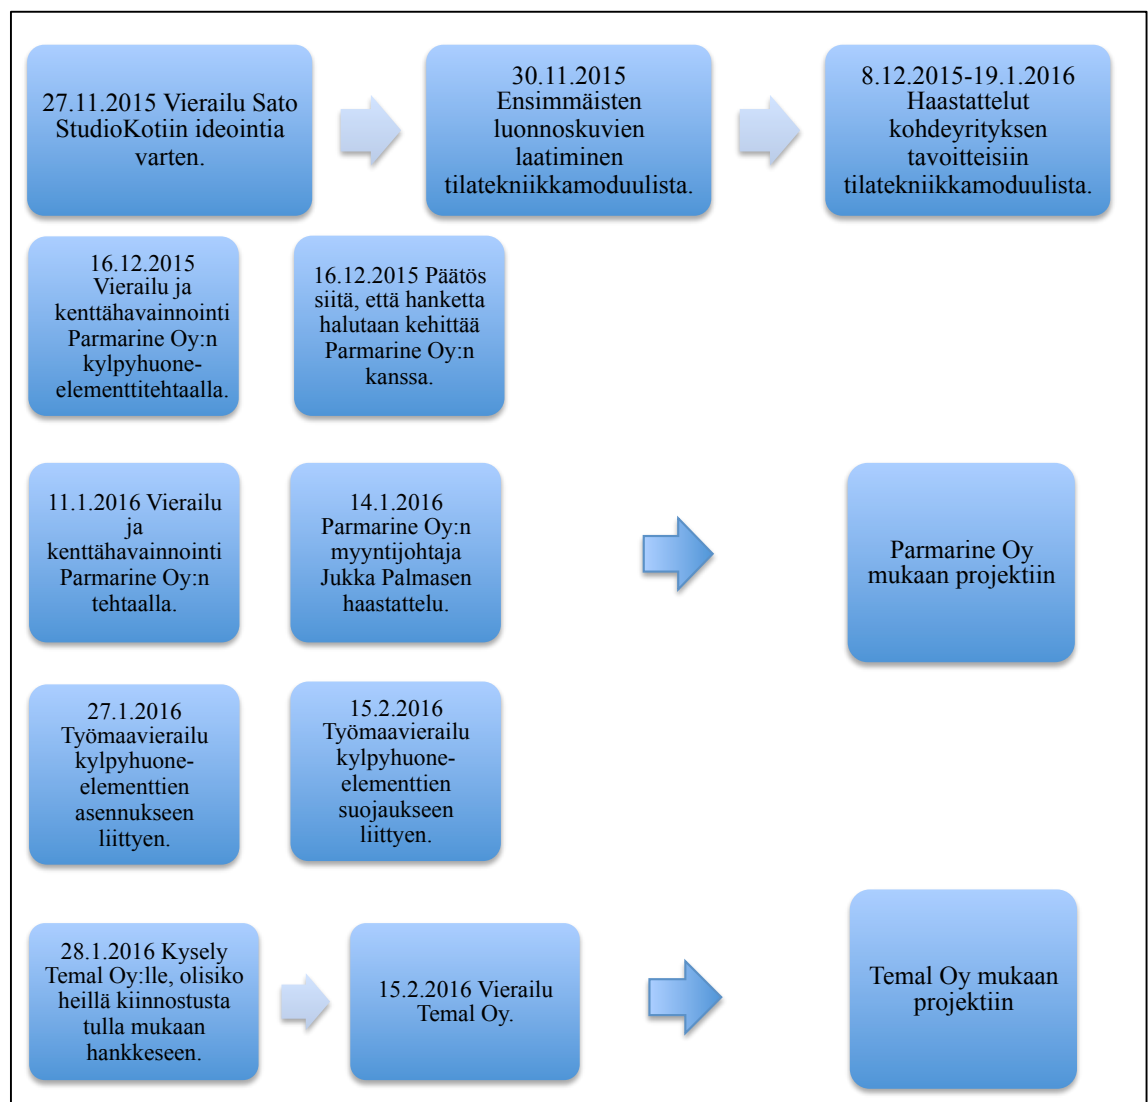 27.11.2015 Vierailu Sato
StudioKotiin ideointia
varten.
30.11.2015
Ensimmäisten
luonnoskuvien
laatiminen
tilatekniikkamoduulista.
8.12.2015-19.1.2016
Haastattelut
kohdeyrityksen
tavoitteisiin
tilatekniikkamoduulista.
16.12.2015
Vierailu ja
kenttähavainnointi
Parmarine Oy:n
kylpyhuone-
elementtitehtaalla.
16.12.2015 Päätös
siitä, että hanketta
halutaan kehittää
Parmarine Oy:n
kanssa.
11.1.2016 Vierailu
ja
kenttähavainnointi
Parmarine Oy:n
tehtaalla.
14.1.2016
Parmarine Oy:n
myyntijohtaja
Jukka Palmasen
haastattelu.
Parmarine Oy
mukaan projektiin
27.1.2016
Työmaavierailu
kylpyhuone-
elementtien
asennukseen
liittyen.
15.2.2016
Työmaavierailu
kylpyhuone-
elementtien
suojaukseen
liittyen.
28.1.2016 Kysely
Temal Oy:lle, olisiko
heillä kiinnostusta
tulla mukaan
hankkeseen.
15.2.2016 Vierailu
Temal Oy.
Temal Oy mukaan
projektiin